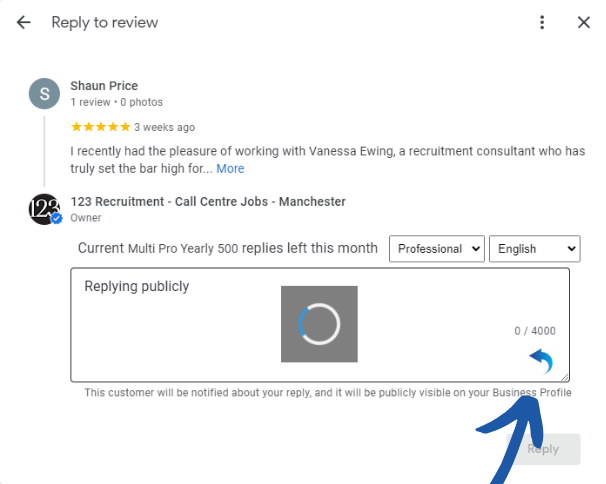 Reply to review
S
Shaun Price
1 review • 0 photos
3 weeks ago
I recently had the pleasure of working with Vanessa Ewing, a recruitment consultant who has
truly set the bar high for... More
123
123 Recruitment - Call Centre Jobs - Manchester
Owner
Current Multi Pro Yearly 500 replies left this month Professional English
Replying publicly
0 / 4000
This customer will be notified about your reply, and it will be publicly visible on your Business Profile
Reply